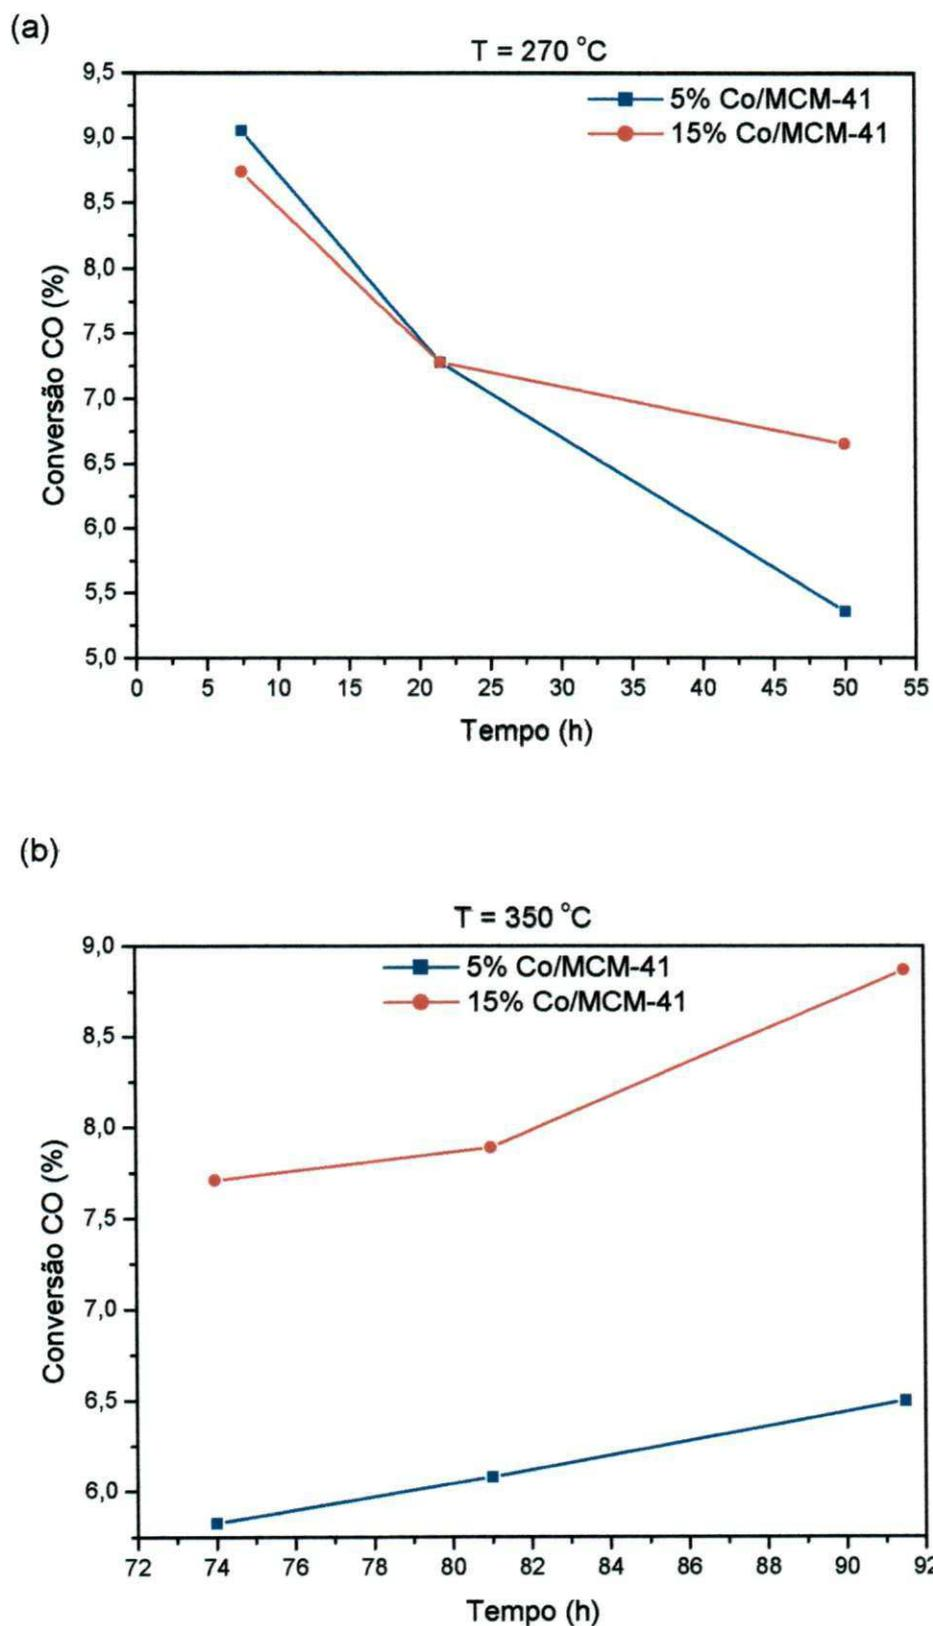 (a)
T = 270 °C
5% Co/MCM-41
15% Co/MCM-41
9,5
9,0
8,5
8,0
7,5
7,0
6,5
6,0
5,5
5,0
Conversão CO (%)
0 5 10 15 20 25 30 35 40 45 50 55
Tempo (h)
(b)
T = 350 °C
5% Co/MCM-41
15% Co/MCM-41
9,0
8,5
8,0
7,5
7,0
6,5
6,0
Conversão CO (%)
72 74 76 78 80 82 84 86 88 90 92
Tempo (h)